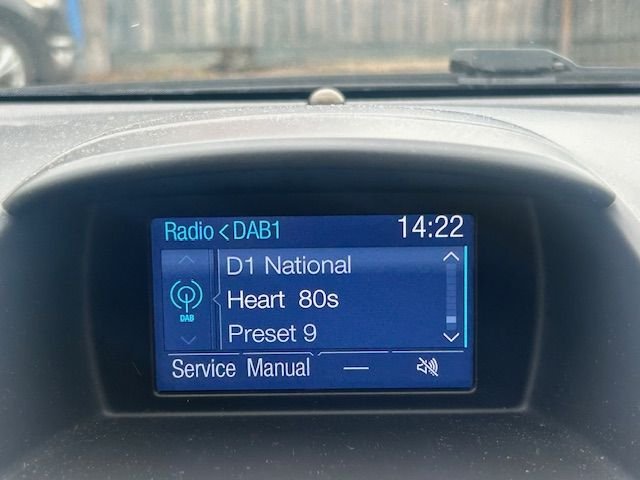 Radio < DAB1 14:22
D1 National
Heart 80s
DAB
Preset 9
Service Manual —